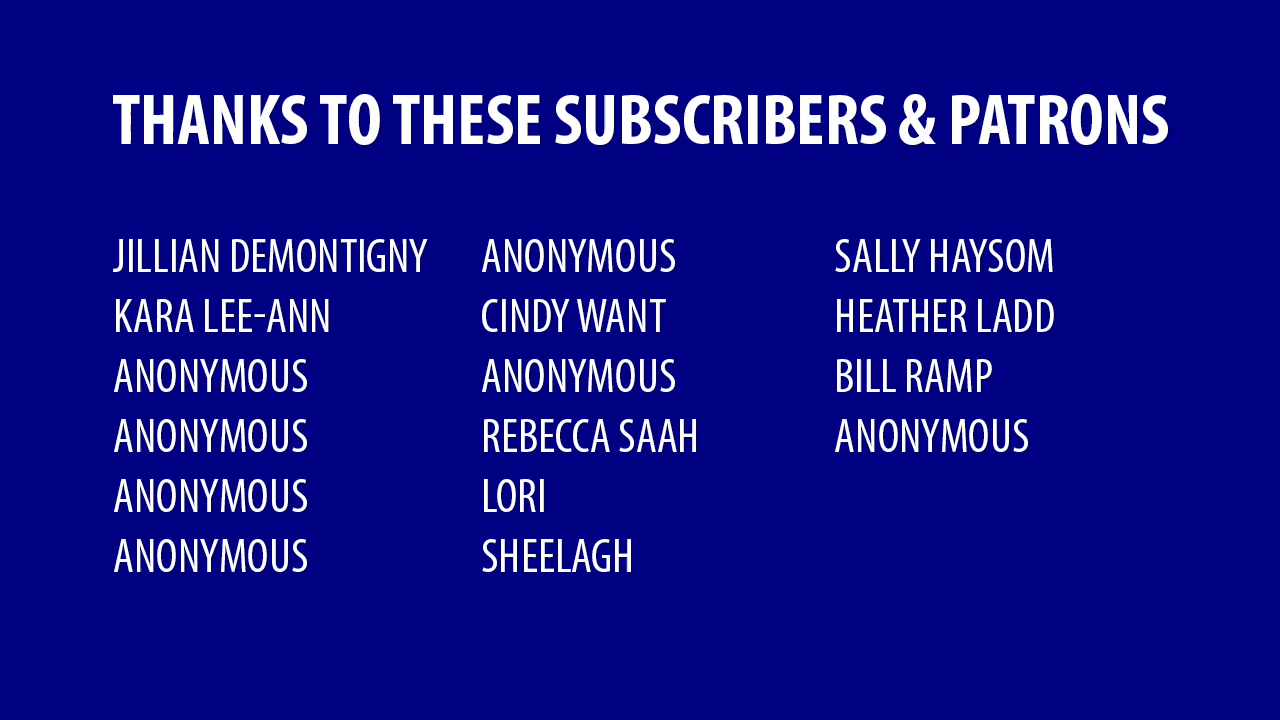 THANKS TO THESE SUBSCRIBERS & PATRONS
JILLIAN DEMONTIGNY
KARA LEE-ANN
ANONYMOUS
ANONYMOUS
ANONYMOUS
ANONYMOUS
ANONYMOUS
CINDY WANT
ANONYMOUS
REBECCA SAAH
LORI
SHEELAGH
SALLY HAYSOM
HEATHER LADD
BILL RAMP
ANONYMOUS